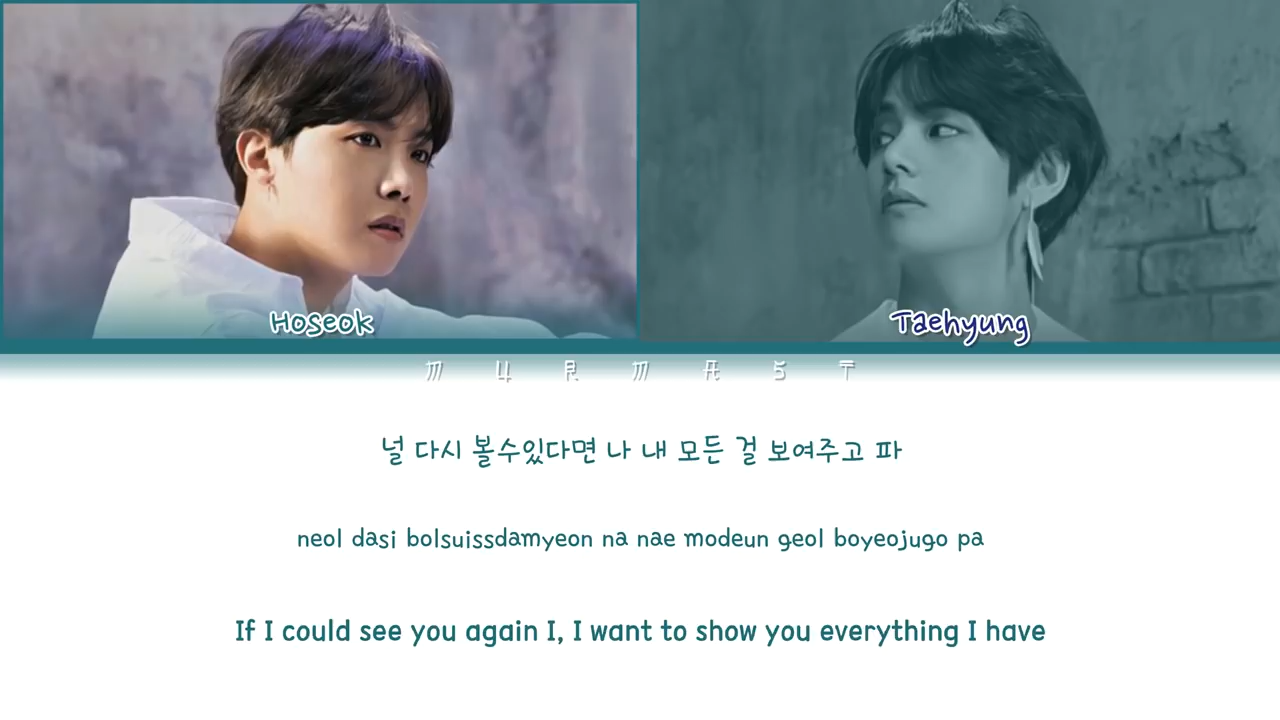 Hoseok
Taehyung
널 다시 볼수있다면 나 내 모든 걸 보여주고 파
neol dasi bolsuissdamyeon na nae modeun geol boyeojugo pa
If I could see you again I, I want to show you everything I have